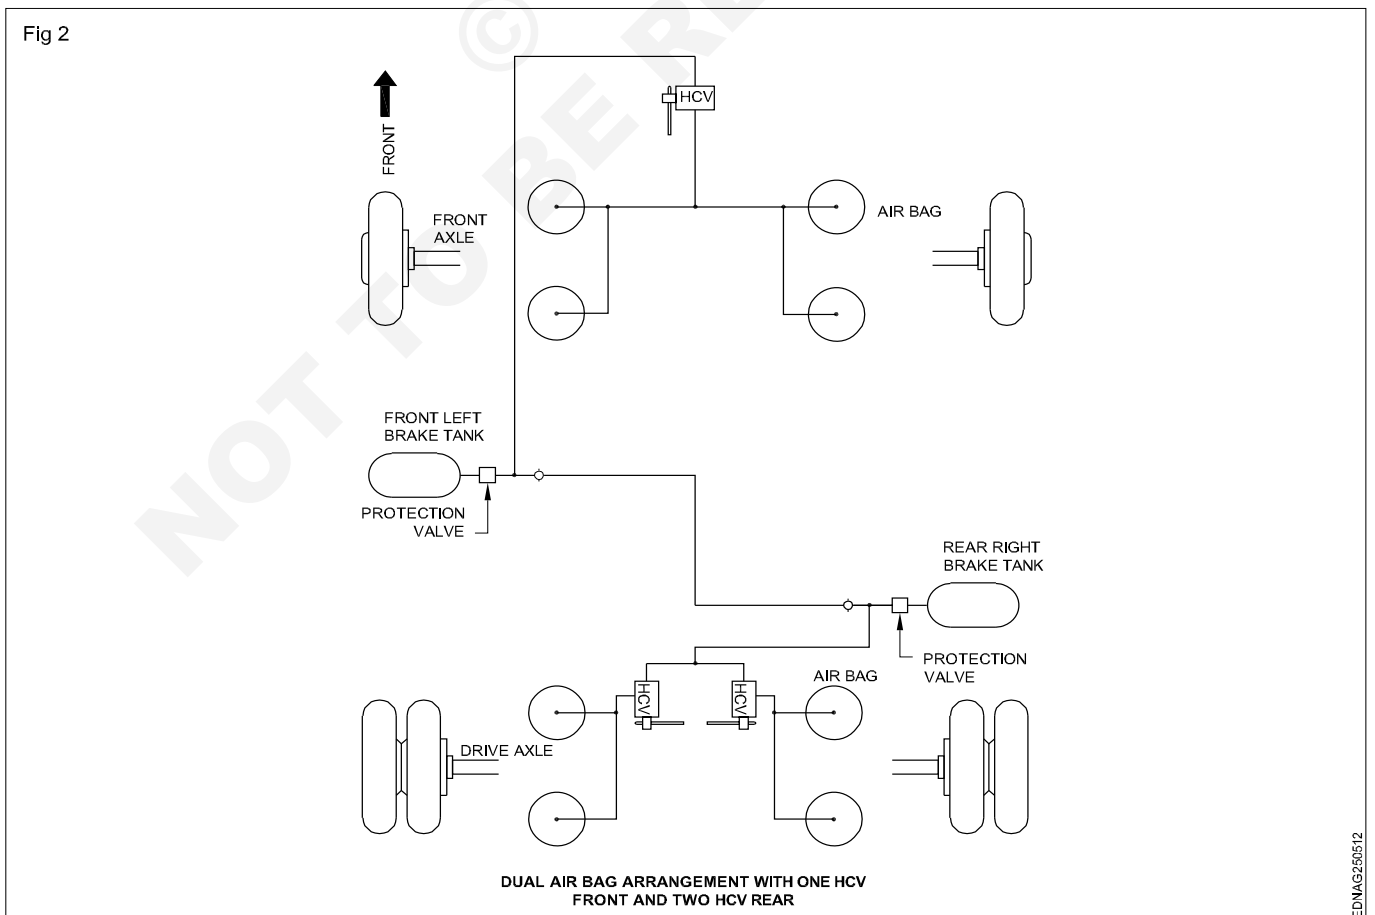 Fig 2
FRONT
HCV
FRONT
AXLE
AIR BAG
FRONT LEFT
BRAKE TANK
PROTECTION
VALVE
REAR RIGHT
BRAKE TANK
PROTECTION
VALVE
AIR BAG
HCV
HCV
DRIVE AXLE
DUAL AIR BAG ARRANGEMENT WITH ONE HCV
FRONT AND TWO HCV REAR
EDNAG250512
© NOT TO BE RE